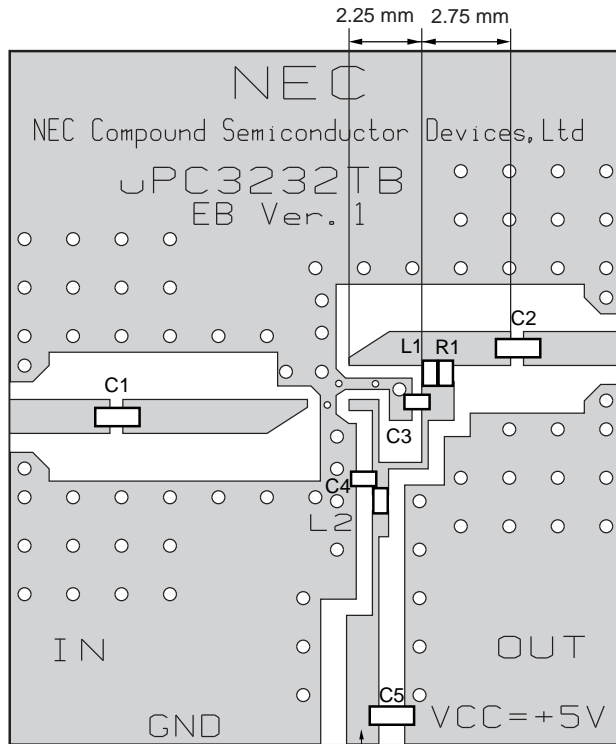 2.25 mm 2.75 mm
NEC
NEC Compound Semiconductor Devices,Ltd
uPC3232TB
EB Ver. 1
C2
L1 R1
C1
C3
C4
L2
IN OUT
C5
GND VCC=+5V